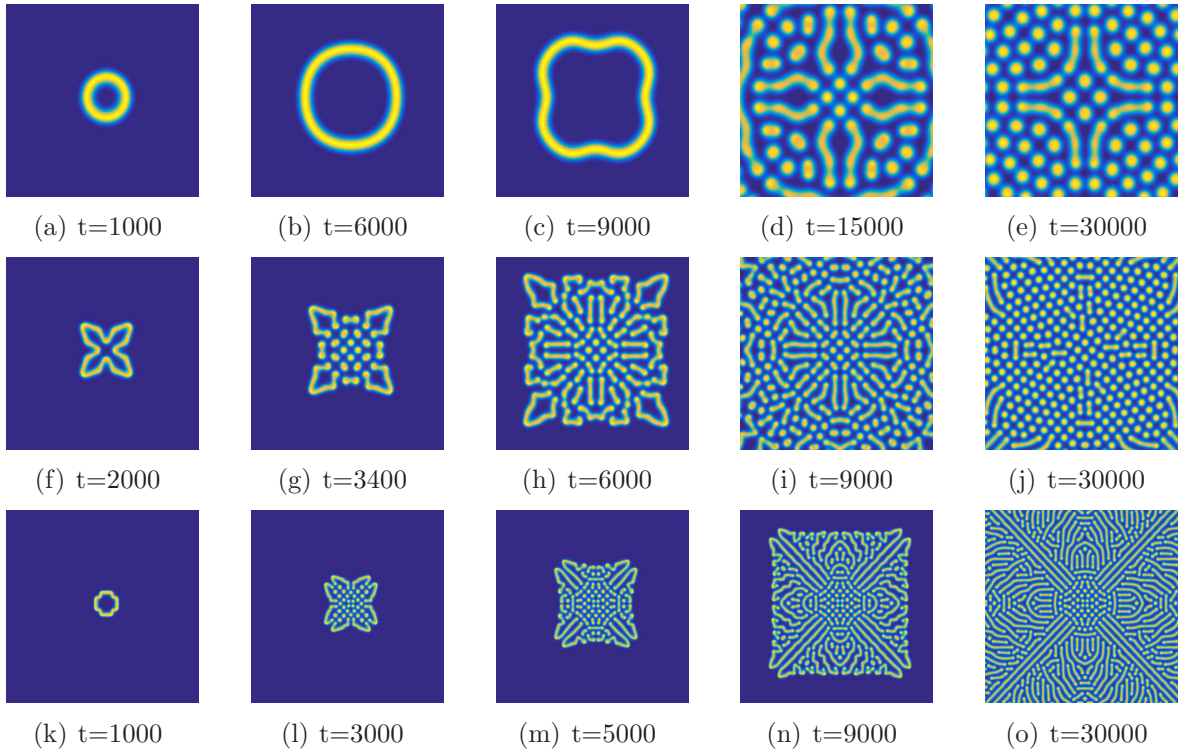 (a) t=1000 (b) t=6000 (c) t=9000 (d) t=15000 (e) t=30000
(f) t=2000 (g) t=3400 (h) t=6000 (i) t=9000 (j) t=30000
(k) t=1000 (l) t=3000 (m) t=5000 (n) t=9000 (o) t=30000